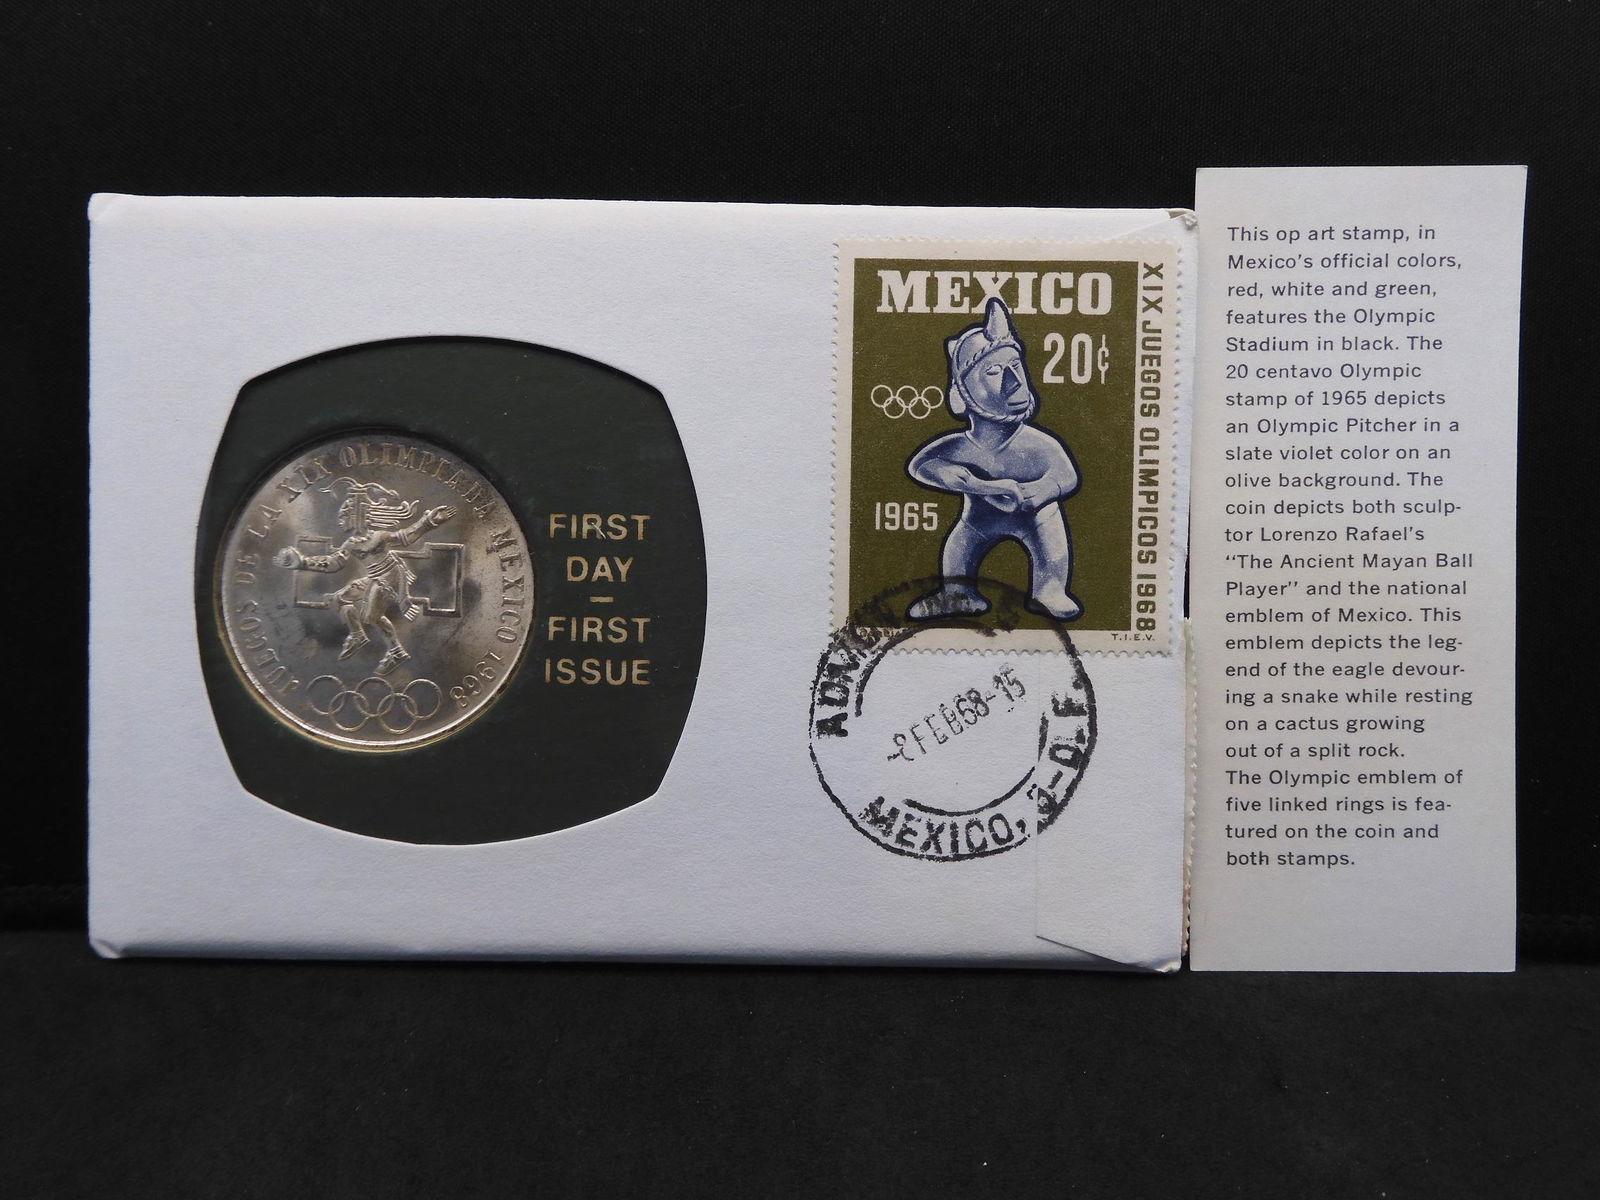 JUEGOS DE LA XIX OLIMPIADA MEXICO 1968
FIRST
DAY
–
FIRST
ISSUE
MEXICO
20¢
1965
XIX JUEGOS OLIMPICOS 1968
T.I.E.V.
-2 FEB 68-15
MEXICO,
D.F.
This op art stamp, in
Mexico's official colors,
red, white and green,
features the Olympic
Stadium in black. The
20 centavo Olympic
stamp of 1965 depicts
an Olympic Pitcher in a
slate violet color on an
olive background. The
coin depicts both sculp-
tor Lorenzo Rafael's
“The Ancient Mayan Ball
Player” and the national
emblem of Mexico. This
emblem depicts the leg-
end of the eagle devour-
ing a snake while resting
on a cactus growing
out of a split rock.
The Olympic emblem of
five linked rings is fea-
tured on the coin and
both stamps.